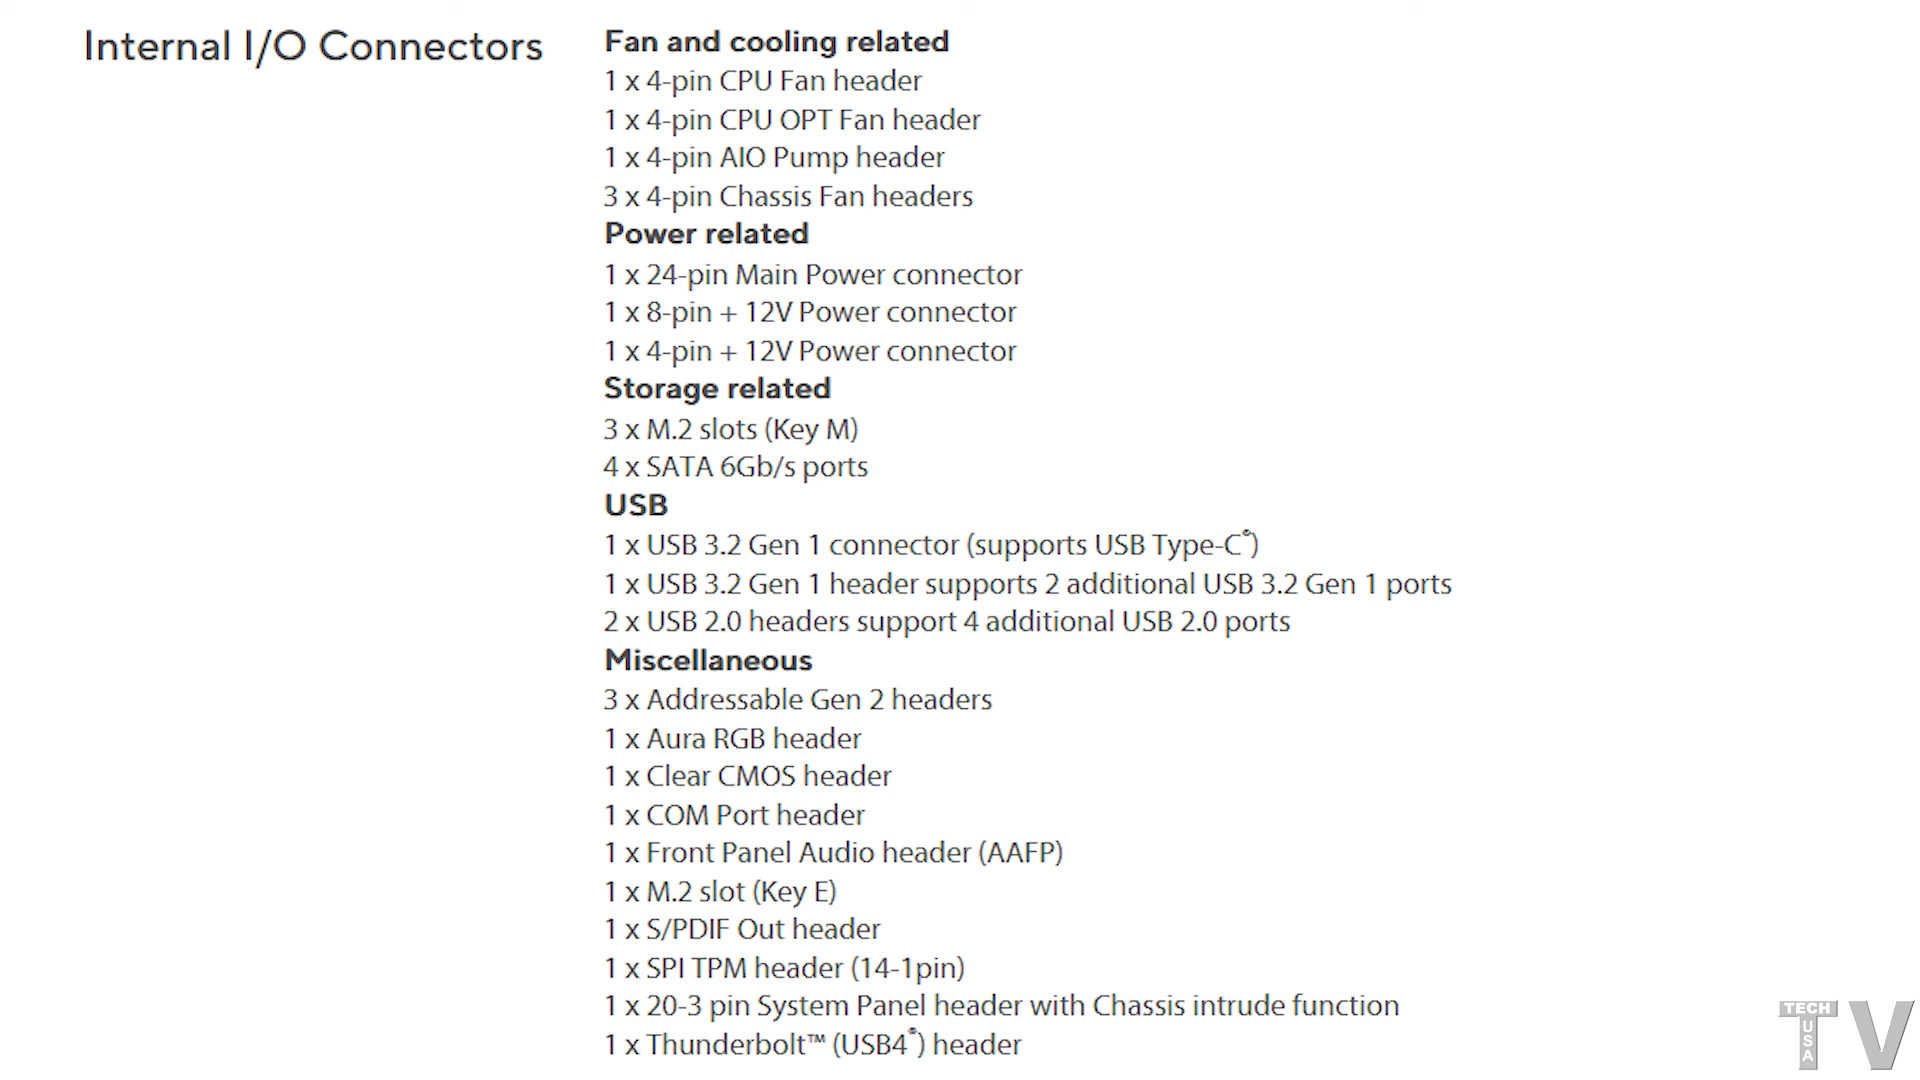 Internal I/O Connectors
Fan and cooling related
1 x 4-pin CPU Fan header
1 x 4-pin CPU OPT Fan header
1 x 4-pin AIO Pump header
3 x 4-pin Chassis Fan headers
Power related
1 x 24-pin Main Power connector
1 x 8-pin + 12V Power connector
1 x 4-pin + 12V Power connector
Storage related
3 x M.2 slots (Key M)
4 x SATA 6Gb/s ports
USB
1 x USB 3.2 Gen 1 connector (supports USB Type-C®)
1 x USB 3.2 Gen 1 header supports 2 additional USB 3.2 Gen 1 ports
2 x USB 2.0 headers support 4 additional USB 2.0 ports
Miscellaneous
3 x Addressable Gen 2 headers
1 x Aura RGB header
1 x Clear CMOS header
1 x COM Port header
1 x Front Panel Audio header (AAFP)
1 x M.2 slot (Key E)
1 x S/PDIF Out header
1 x SPI TPM header (14-1pin)
1 x 20-3 pin System Panel header with Chassis intrude function
1 x Thunderbolt™ (USB4®) header
TECH
USA
TV